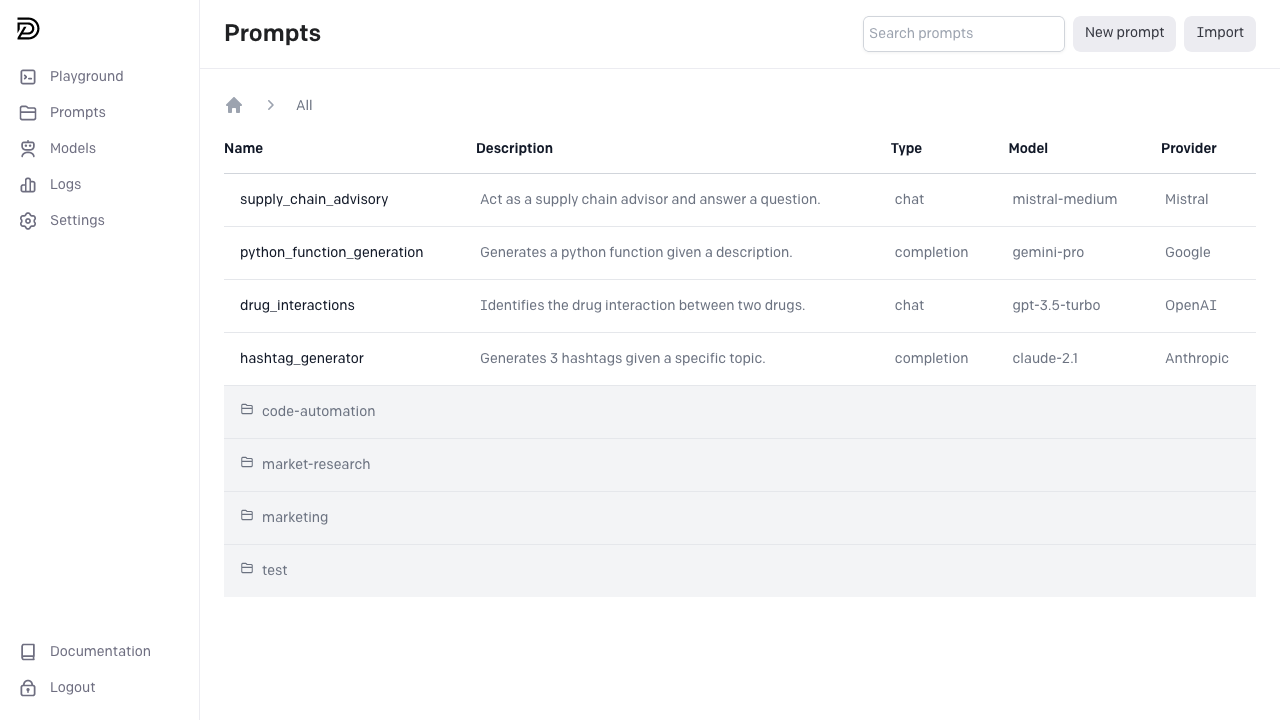 Prompts
Search prompts
New prompt
Import
Playground
Prompts
Models
Logs
Settings
Documentation
Logout
All
Name Description Type Model Provider
supply_chain_advisory Act as a supply chain advisor and answer a question. chat mistral-medium Mistral
python_function_generation Generates a python function given a description. completion gemini-pro Google
drug_interactions Identifies the drug interaction between two drugs. chat gpt-3.5-turbo OpenAI
hashtag_generator Generates 3 hashtags given a specific topic. completion claude-2.1 Anthropic
code-automation
market-research
marketing
test